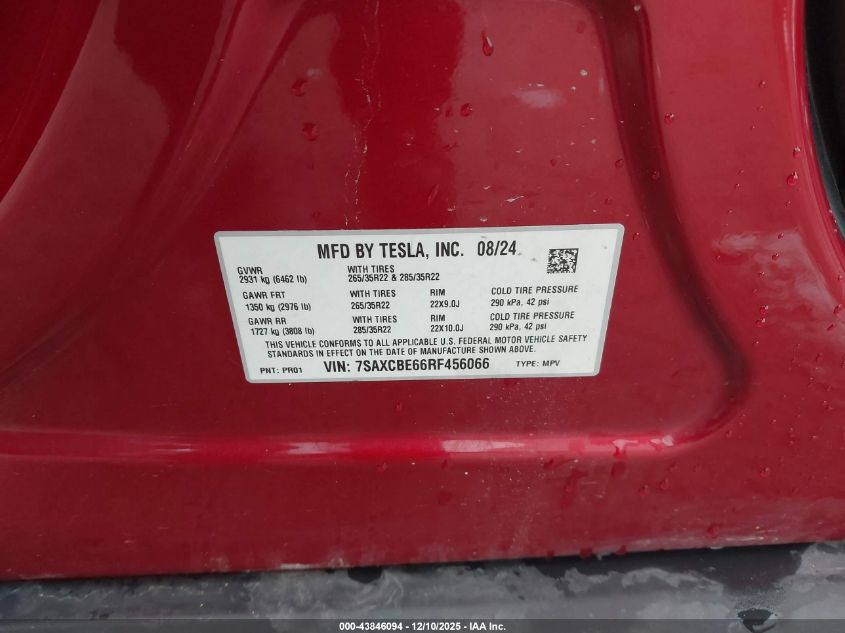 MFD BY TESLA, INC. 08/24
GVWR WITH TIRES
2931 kg (6462 lb) 265/35R22 & 285/35R22
GAWR FRT WITH TIRES RIM COLD TIRE PRESSURE
1350 kg (2976 lb) 265/35R22 22X9.0J 290 kPa, 42 psi
GAWR RR WITH TIRES RIM COLD TIRE PRESSURE
1727 kg (3808 lb) 285/35R22 22X10.0J 290 kPa, 42 psi
THIS VEHICLE CONFORMS TO ALL APPLICABLE U.S. FEDERAL MOTOR VEHICLE SAFETY
STANDARDS IN EFFECT ON THE DATE OF MANUFACTURE SHOWN ABOVE.
PNT: PR01 VIN: 7SAXCBE66RF456066 TYPE: MPV
000-43846094 — 12/10/2025 — IAA Inc.